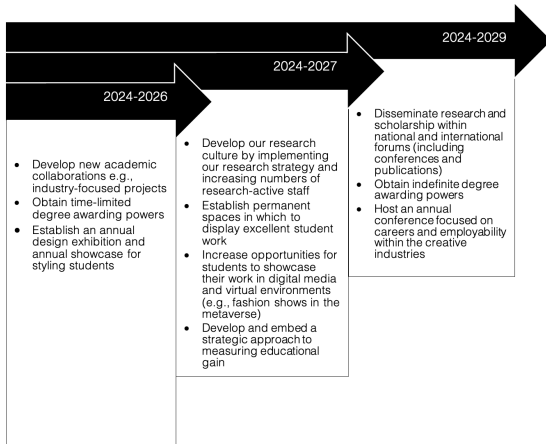 2024-2026
• Develop new academic
collaborations e.g.,
industry-focused projects
• Obtain time-limited
degree awarding powers
• Establish an annual
design exhibition and
annual showcase for
styling students
2024-2027
• Develop our research
culture by implementing
our research strategy and
increasing numbers of
research-active staff
• Establish permanent
spaces in which to
display excellent student
work
• Increase opportunities for
students to showcase
their work in digital media
and virtual environments
(e.g., fashion shows in the
metaverse)
• Develop and embed a
strategic approach to
measuring educational
gain
2024-2029
• Disseminate research and
scholarship within
national and international
forums (including
conferences and
publications)
• Obtain indefinite degree
awarding powers
• Host an annual
conference focused on
careers and employability
within the creative
industries